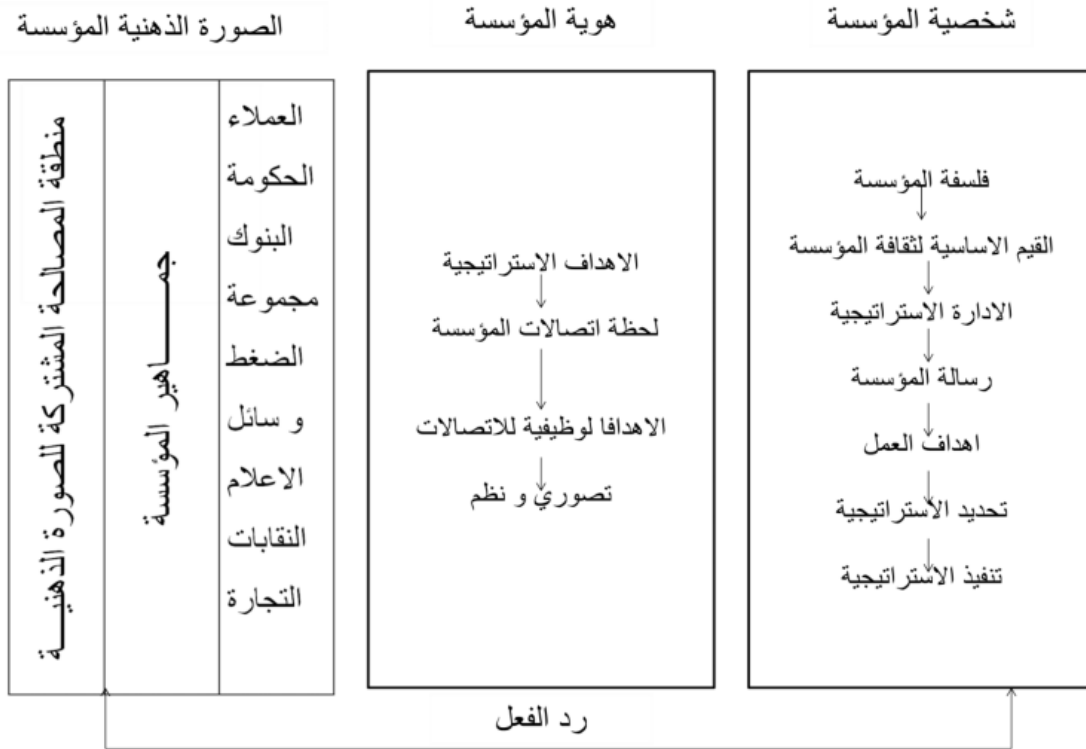 شخصية المؤسسة
هوية المؤسسة
الصورة الذهنية المؤسسة
فلسفة المؤسسة
القيم الاساسية لثقافة المؤسسة
الادارة الاستراتيجية
رسالة المؤسسة
اهداف العمل
تحديد الاستراتيجية
تنفيذ الاستراتيجية
الاهداف الاستراتيجية
لحظة اتصالات المؤسسة
الاهدافا لوظيفية للاتصالات
تصوري و نظم
العملاء
الحكومة
البنوك
مجموعة
الضغط
و سائل
الاعلام
النقابات
التجارة
جمـــــاهير المؤسسة
منطقة المصالحة المشتركة للصورة الذهنيـــة
رد الفعل